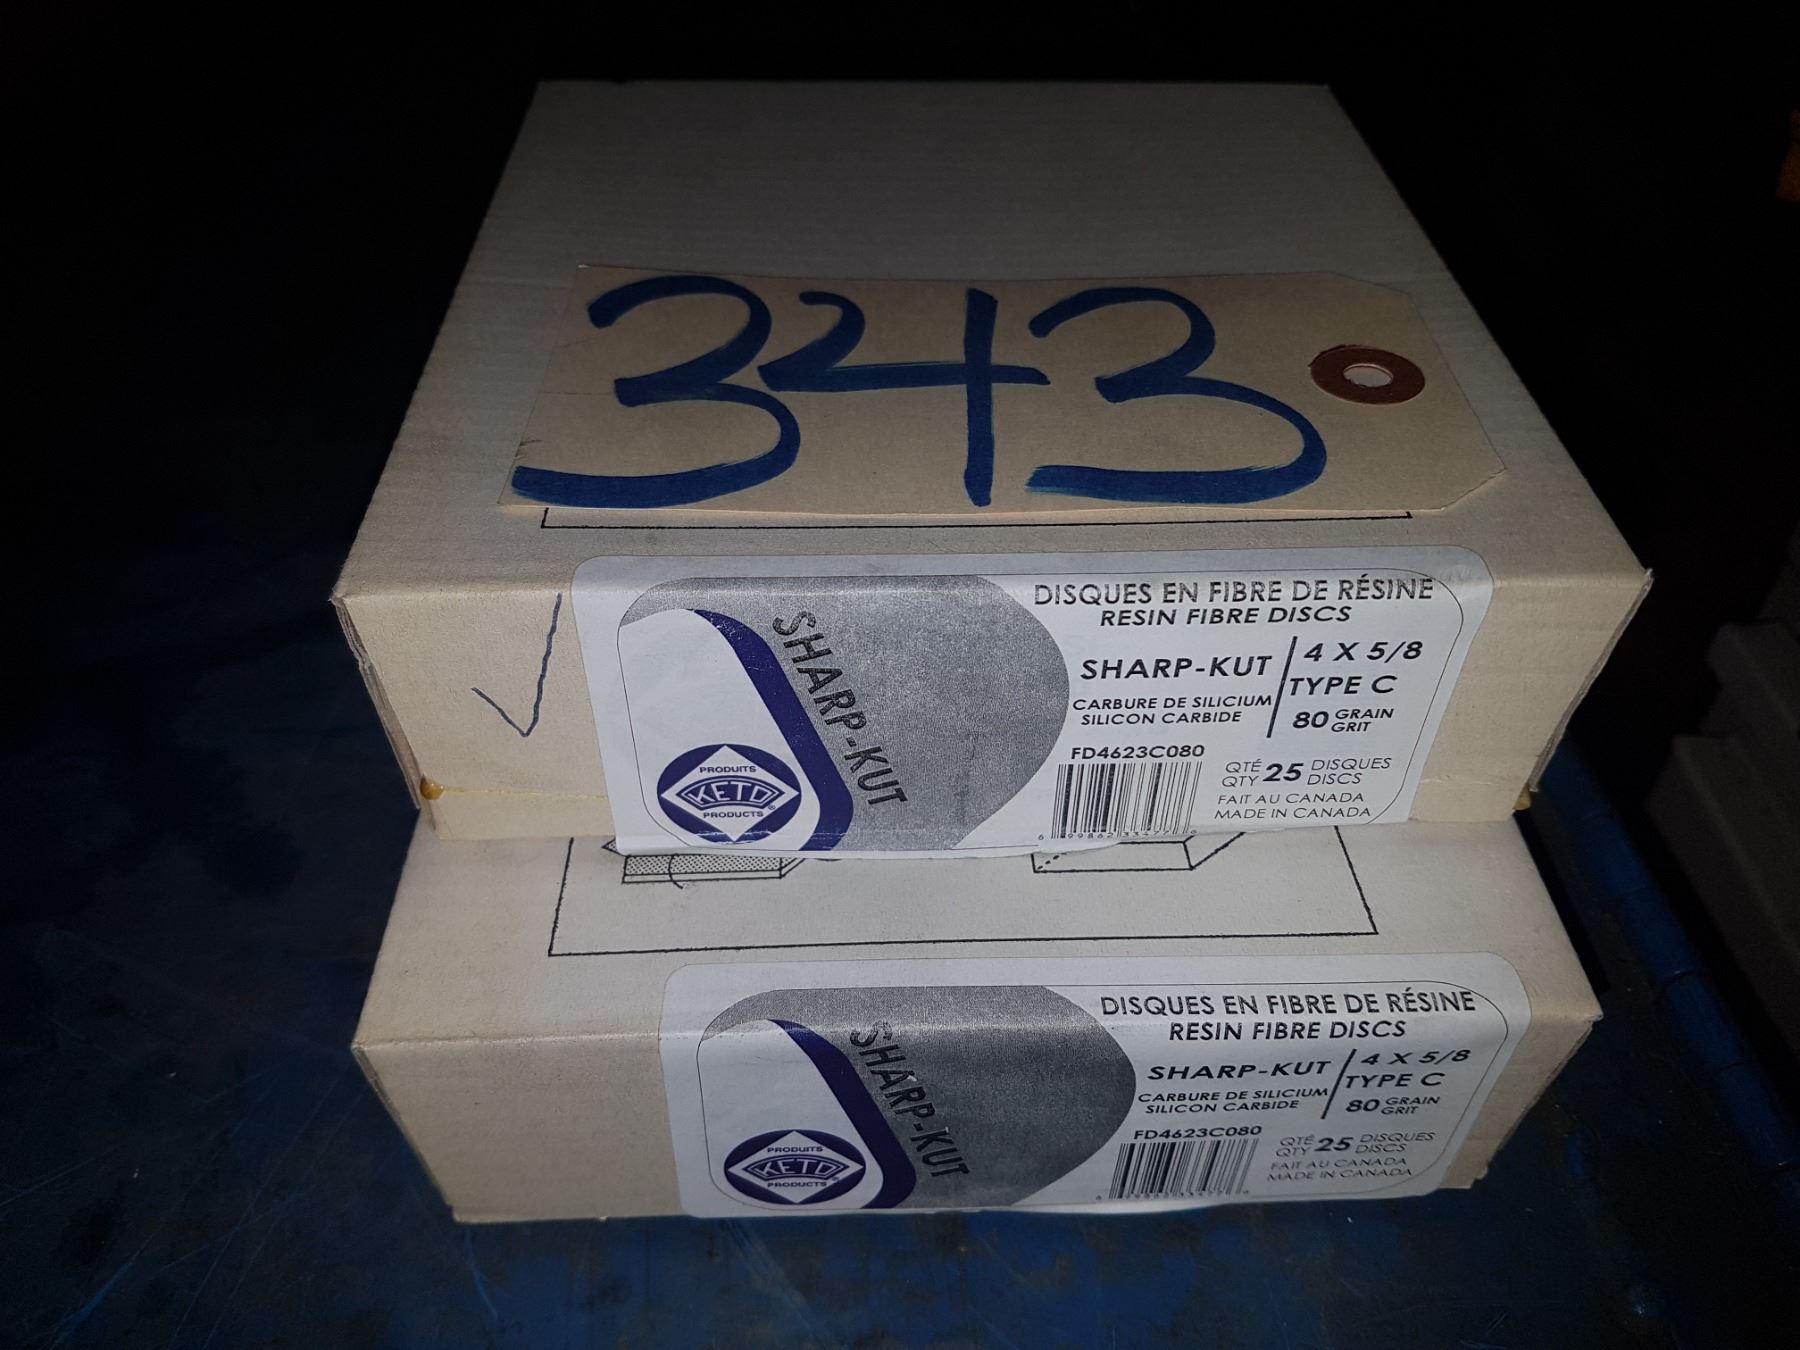 343
DISQUES EN FIBRE DE RÉSINE
RESIN FIBRE DISCS
SHARP-KUT
4 X 5/8
TYPE C
CARBURE DE SILICIUM
SILICON CARBIDE
80 GRAIN
GRIT
FD4623C080
QTÉ
QTY 25 DISQUES
DISCS
FAIT AU CANADA
MADE IN CANADA
SHARP-KUT
PRODUITS
KETO
PRODUCTS
DISQUES EN FIBRE DE RÉSINE
RESIN FIBRE DISCS
SHARP-KUT
4 X 5/8
TYPE C
CARBURE DE SILICIUM
SILICON CARBIDE
80 GRAIN
GRIT
FD4623C080
QTÉ
QTY 25 DISQUES
DISCS
FAIT AU CANADA
MADE IN CANADA
SHARP-KUT
PRODUITS
KETO
PRODUCTS